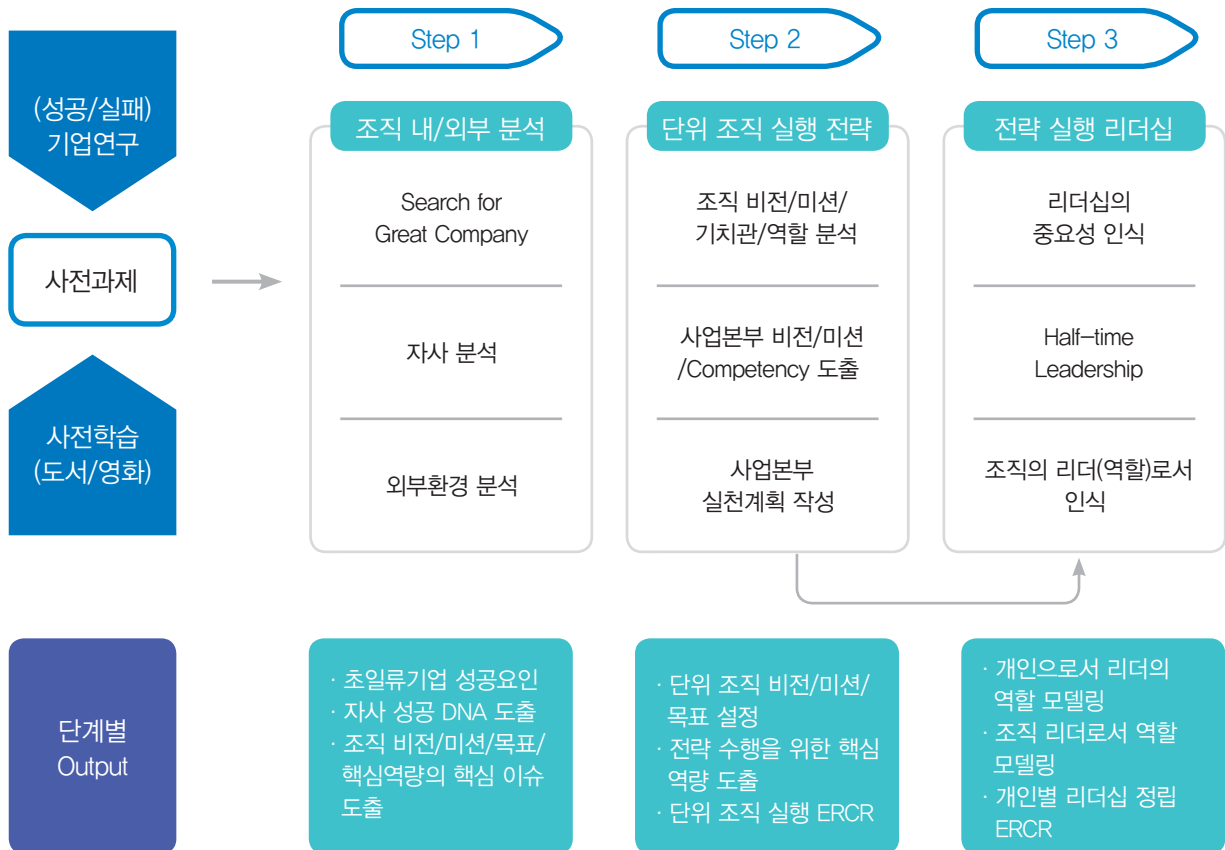 (성공/실패)
기업연구
사전과제
사전학습
(도서/영화)
Step 1
조직 내/외부 분석
Search for
Great Company
자사 분석
외부환경 분석
Step 2
단위 조직 실행 전략
조직 비전/미션/
기치관/역할 분석
사업본부 비전/미션
/Competency 도출
사업본부
실천계획 작성
Step 3
전략 실행 리더십
리더십의
중요성 인식
Half-time
Leadership
조직의 리더(역할)로서
인식
단계별
Output
· 초일류기업 성공요인
· 자사 성공 DNA 도출
· 조직 비전/미션/목표/
핵심역량의 핵심 이슈
도출
· 단위 조직 비전/미션/
목표 설정
· 전략 수행을 위한 핵심
역량 도출
· 단위 조직 실행 ERCR
· 개인으로서 리더의
역할 모델링
· 조직 리더로서 역할
모델링
· 개인별 리더십 정립
ERCR